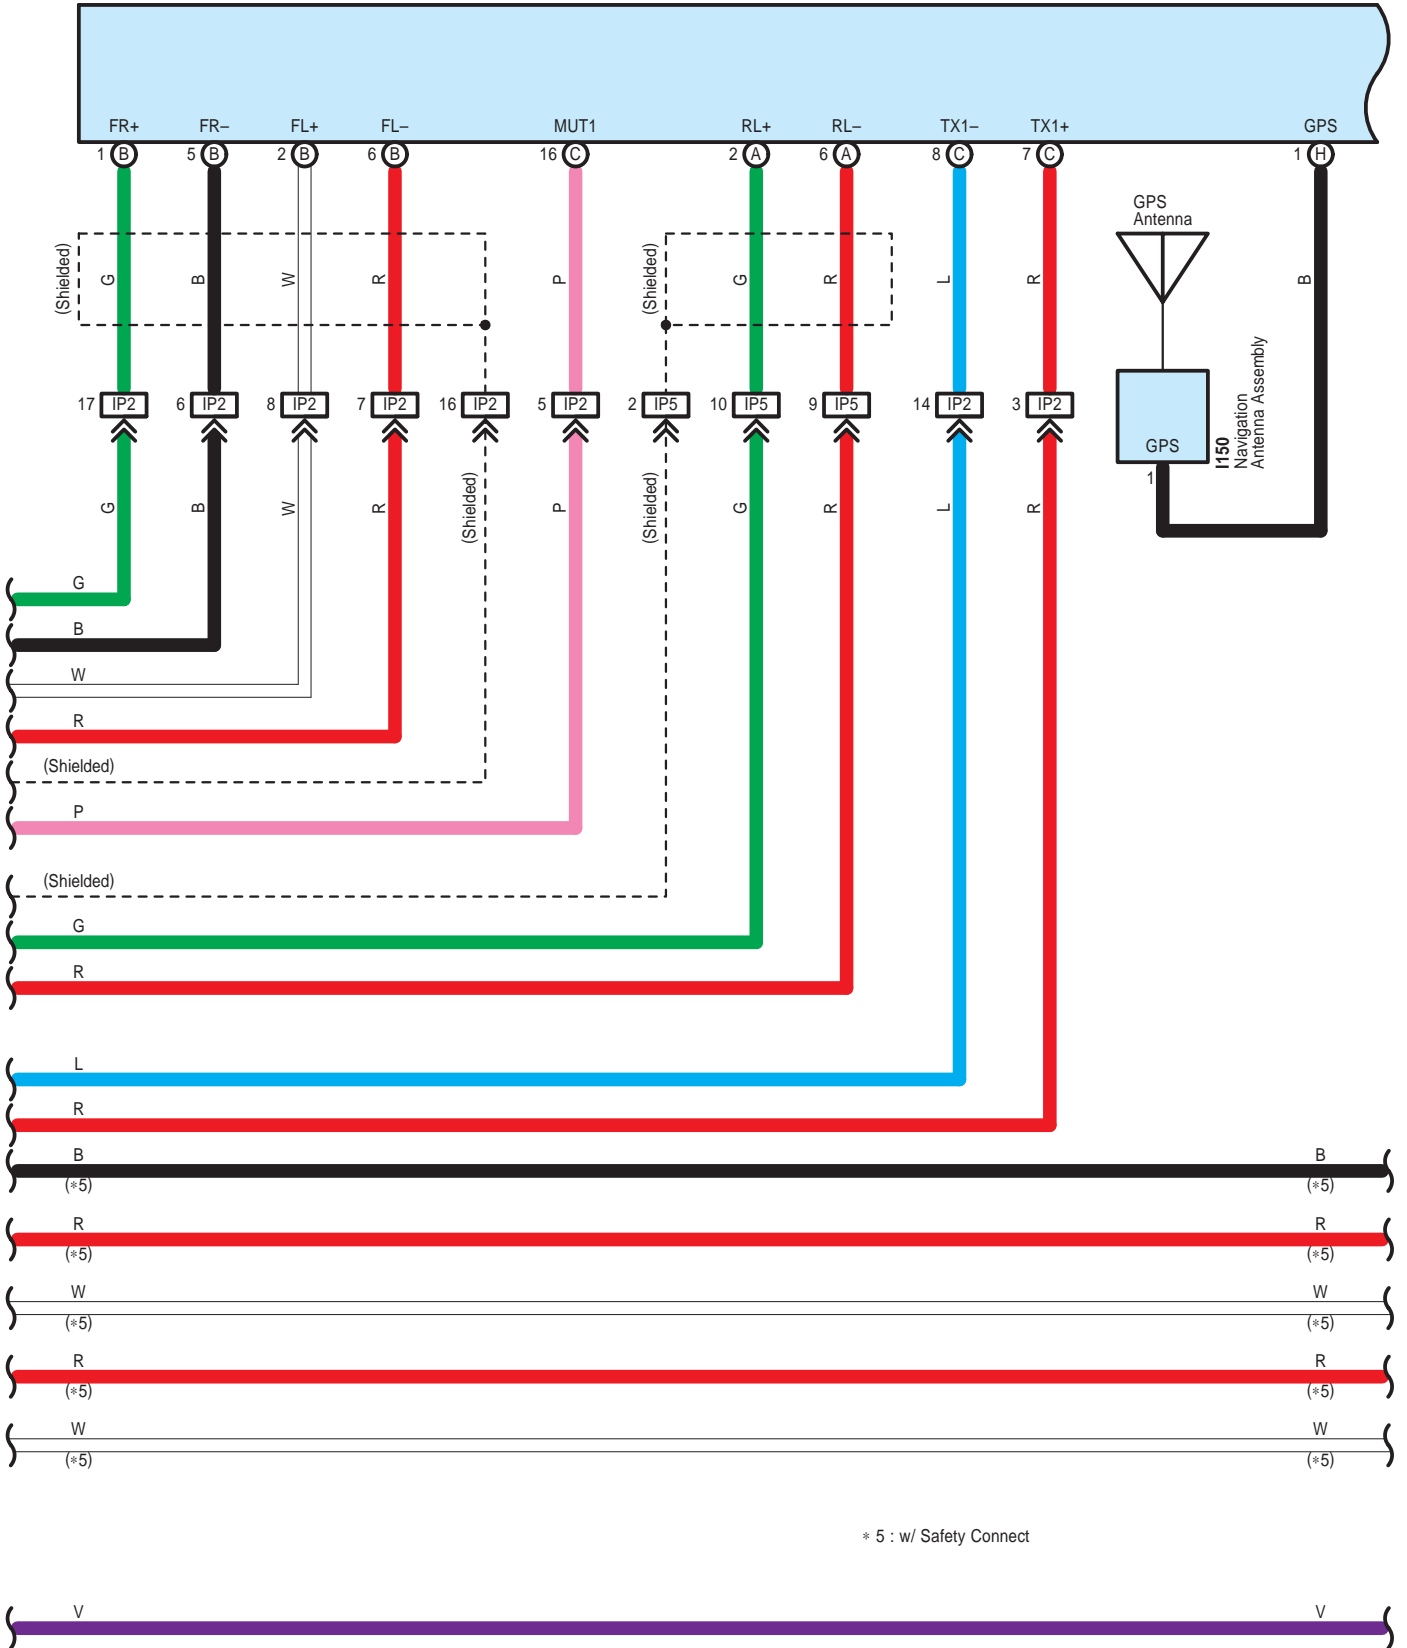 FR+ FR– FL+ FL– MUT1 RL+ RL– TX1– TX1+ GPS
1 B 5 B 2 B 6 B 16 C 2 A 6 A 8 C 7 C 1 H
GPS
Antenna
(Shielded) G B W R P (Shielded) G R L R B
17 IP2 6 IP2 8 IP2 7 IP2 16 IP2 5 IP2 2 IP5 10 IP5 9 IP5 14 IP2 3 IP2
GPS
1
I150
Navigation
Antenna Assembly
G B W R (Shielded) P (Shielded) G R L R
G
B
W
R
(Shielded)
P
(Shielded)
G
R
L
R
B B
(∗5) (∗5)
R R
(∗5) (∗5)
W W
(∗5) (∗5)
R R
(∗5) (∗5)
W W
(∗5) (∗5)
∗ 5 : w/ Safety Connect
V V